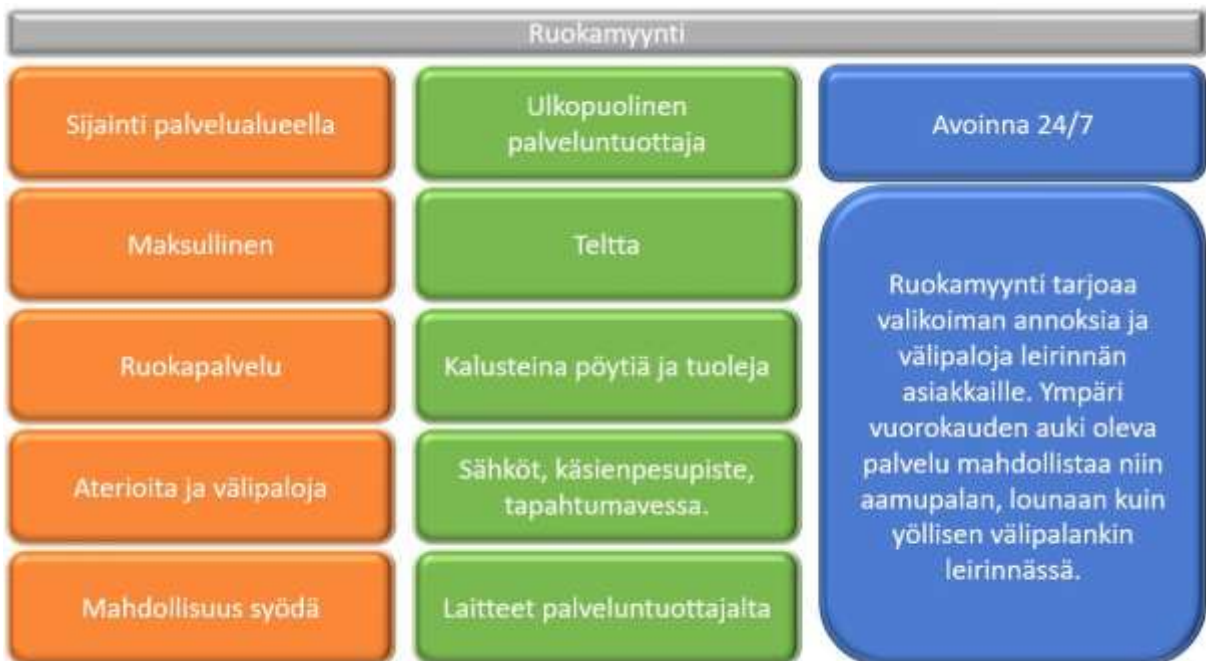 Ruokamyynti
Sijainti palvelualueella
Maksullinen
Ruokapalvelu
Aterioita ja välipaloja
Mahdollisuus syödä
Ulkopuolinen
palveluntuottaja
Teltta
Kalusteina pöytiä ja tuoleja
Sähköt, käsienpesupiste,
tapahtumavessa.
Laitteet palveluntuottajalta
Avoinna 24/7
Ruokamyynti tarjoaa
valikoiman annoksia ja
välipaloja leirinnän
asiakkaille. Ympäri
vuorokauden auki oleva
palvelu mahdollistaa niin
aamupalan, lounaan kuin
yöllisen välipalankin
leirinnässä.